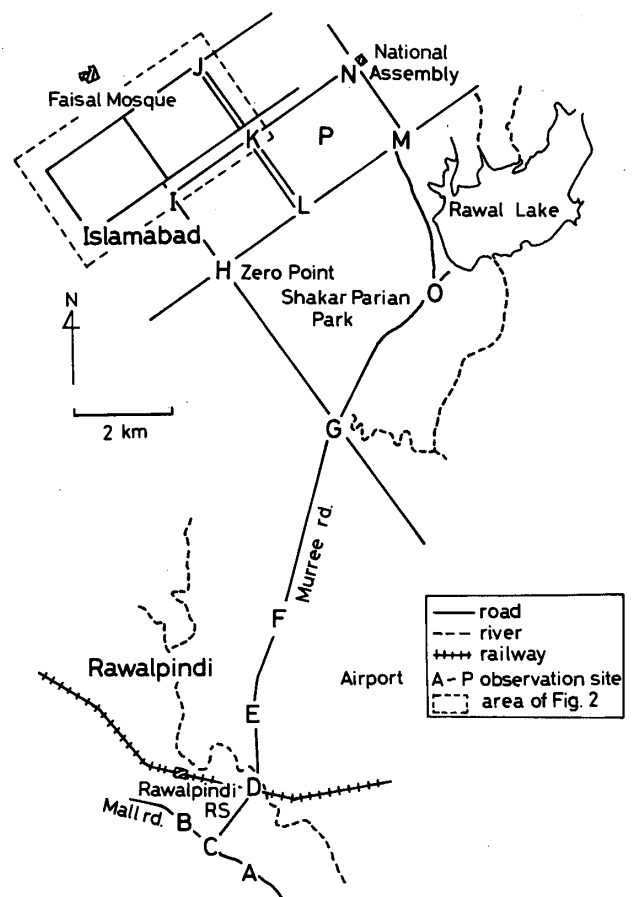 J
N
National
Assembly
Faisal Mosque
K
P
M
I
L
Rawal Lake
Islamabad
H
Zero Point
O
Shakar Parian
Park
N
2 km
G
Murree rd.
F
Rawalpindi
Airport
E
road
river
railway
A-P observation site
area of Fig. 2
D
Rawalpindi
RS
Mall rd.
B
C
A